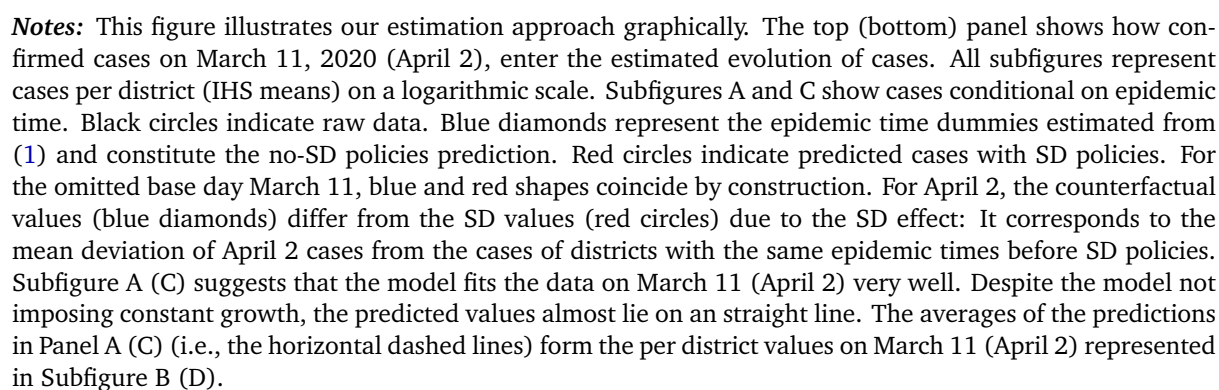 Notes: This figure illustrates our estimation approach graphically. The top (bottom) panel shows how con-
firmed cases on March 11, 2020 (April 2), enter the estimated evolution of cases. All subfigures represent
cases per district (IHS means) on a logarithmic scale. Subfigures A and C show cases conditional on epidemic
time. Black circles indicate raw data. Blue diamonds represent the epidemic time dummies estimated from
(1) and constitute the no-SD policies prediction. Red circles indicate predicted cases with SD policies. For
the omitted base day March 11, blue and red shapes coincide by construction. For April 2, the counterfactual
values (blue diamonds) differ from the SD values (red circles) due to the SD effect: It corresponds to the
mean deviation of April 2 cases from the cases of districts with the same epidemic times before SD policies.
Subfigure A (C) suggests that the model fits the data on March 11 (April 2) very well. Despite the model not
imposing constant growth, the predicted values almost lie on an straight line. The averages of the predictions
in Panel A (C) (i.e., the horizontal dashed lines) form the per district values on March 11 (April 2) represented
in Subfigure B (D).